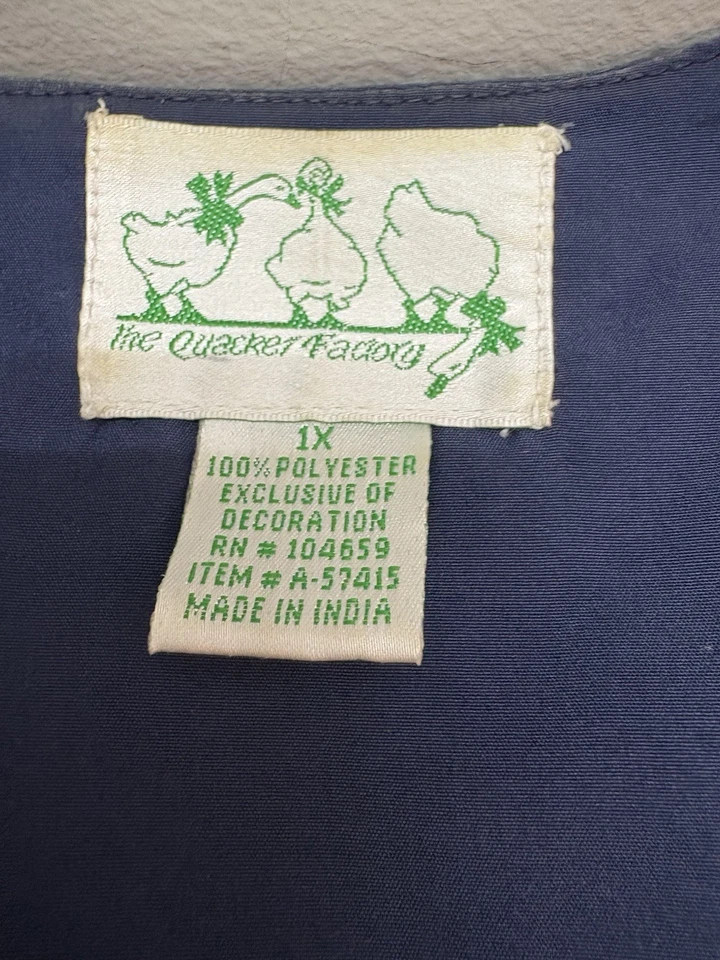 The Quacker Factory
1X
100% POLYESTER
EXCLUSIVE OF
DECORATION
RN # 104659
ITEM # A-57415
MADE IN INDIA